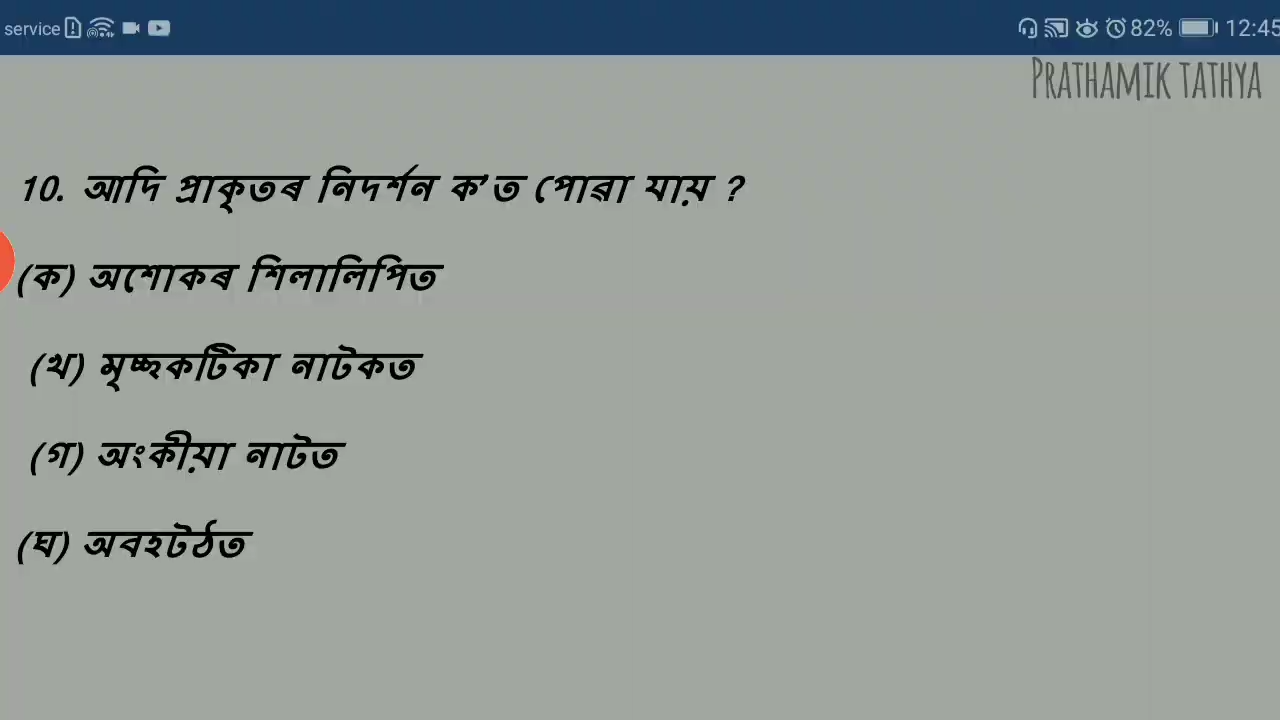 service 82% 12:45
PRATHAMIK TATHYA
10. আদি প্ৰাকৃতৰ নিদৰ্শন ক’ত পোৱা যায় ?
(ক) অশোকৰ শিলালিপিত
(খ) মৃচ্ছকটিকা নাটকত
(গ) অংকীয়া নাটত
(ঘ) অবহটঠত